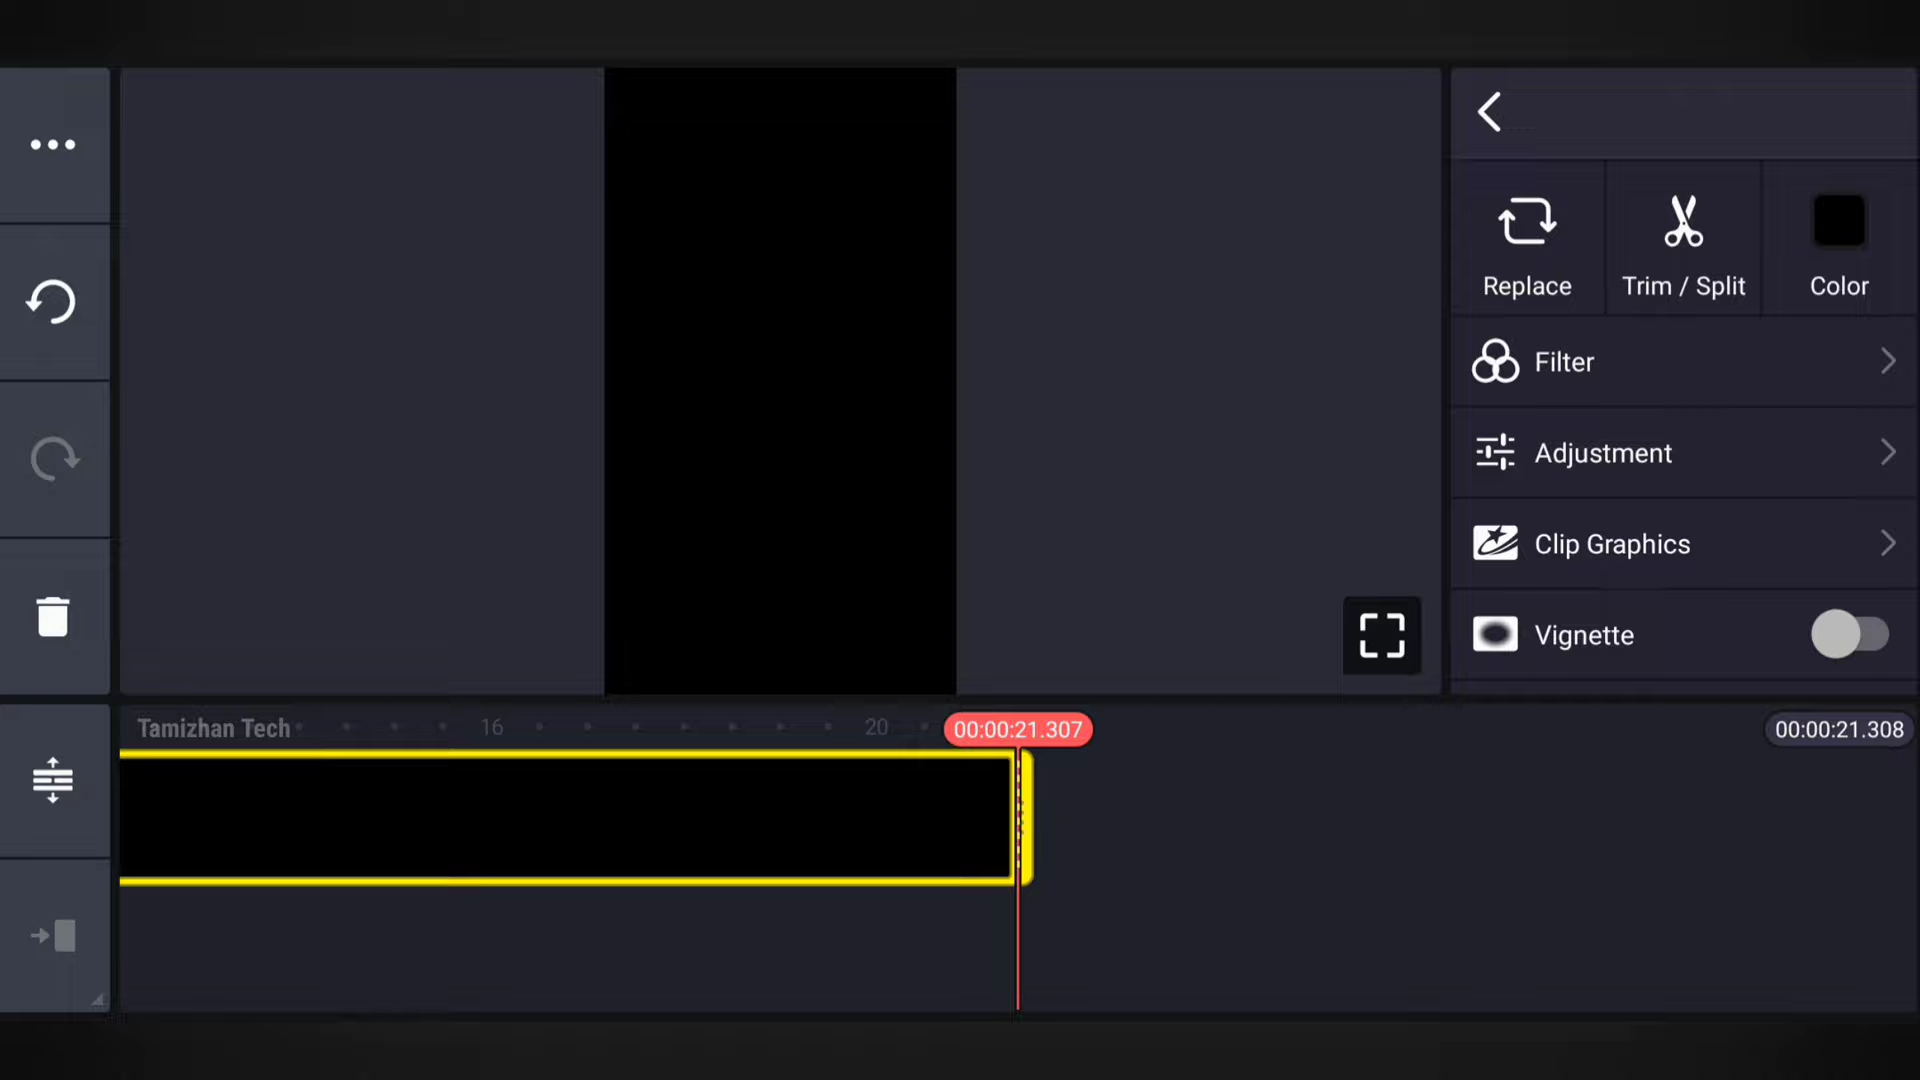 Replace
Trim / Split
Color
Filter
Adjustment
Clip Graphics
Vignette
Tamizhan Tech
16
20
00:00:21.307
00:00:21.308